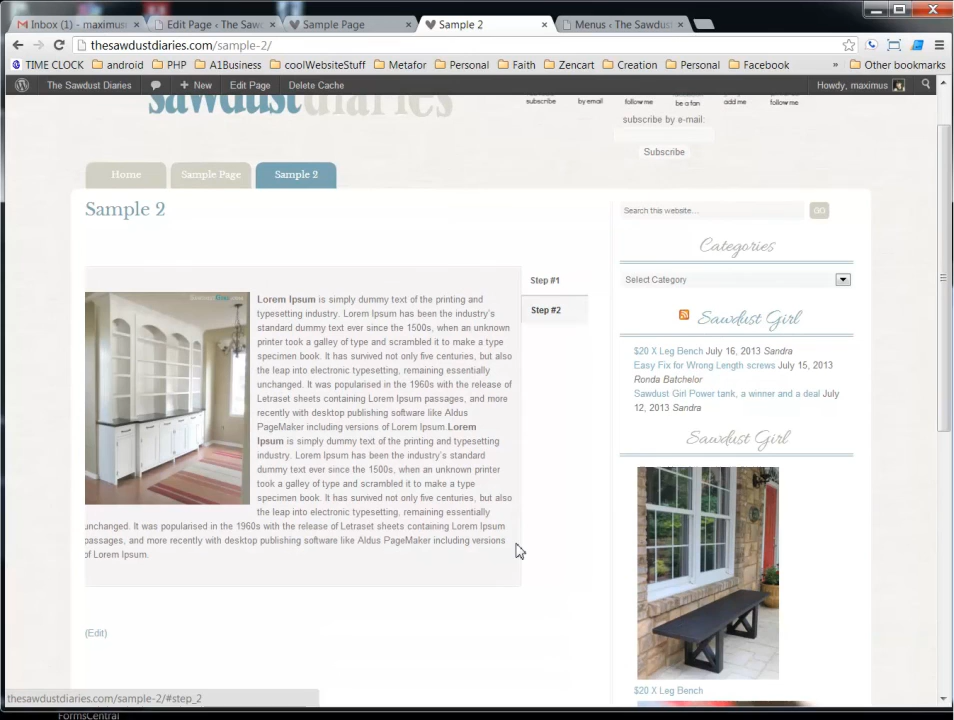 Inbox (1) - maximus
Edit Page ‹ The Sawd
Sample Page
Sample 2
Menus ‹ The Sawdus
thesawdustdiaries.com/sample-2/
TIME CLOCK android PHP A1Business coolWebsiteStuff Metafor Personal Faith Zencart Creation Personal Facebook » Other bookmarks
The Sawdust Diaries + New Edit Page Delete Cache Howdy, maximus
sawdustdiaries
subscribe by email follow me be a fan add me follow me
subscribe by e-mail:
Subscribe
Home Sample Page Sample 2
Sample 2
Step #1
Step #2
Lorem Ipsum is simply dummy text of the printing and
typesetting industry. Lorem Ipsum has been the industry's
standard dummy text ever since the 1500s, when an unknown
printer took a galley of type and scrambled it to make a type
specimen book. It has survived not only five centuries, but also
the leap into electronic typesetting, remaining essentially
unchanged. It was popularised in the 1960s with the release of
Letraset sheets containing Lorem Ipsum passages, and more
recently with desktop publishing software like Aldus
PageMaker including versions of Lorem Ipsum.Lorem
Ipsum is simply dummy text of the printing and typesetting
industry. Lorem Ipsum has been the industry's standard
dummy text ever since the 1500s, when an unknown printer
took a galley of type and scrambled it to make a type
specimen book. It has survived not only five centuries, but also
the leap into electronic typesetting, remaining essentially
unchanged. It was popularised in the 1960s with the release of Letraset sheets containing Lorem Ipsum
passages, and more recently with desktop publishing software like Aldus PageMaker including versions
of Lorem Ipsum.
(Edit)
Search this website… GO
Categories
Select Category
Sawdust Girl
$20 X Leg Bench July 16, 2013 Sandra
Easy Fix for Wrong Length screws July 15,
2013 Ronda Batchelor
Sawdust Girl Power tank, a winner and a deal July
12, 2013 Sandra
Sawdust Girl
$20 X Leg Bench
thesawdustdiaries.com/sample-2/#step_2
FormsCentral